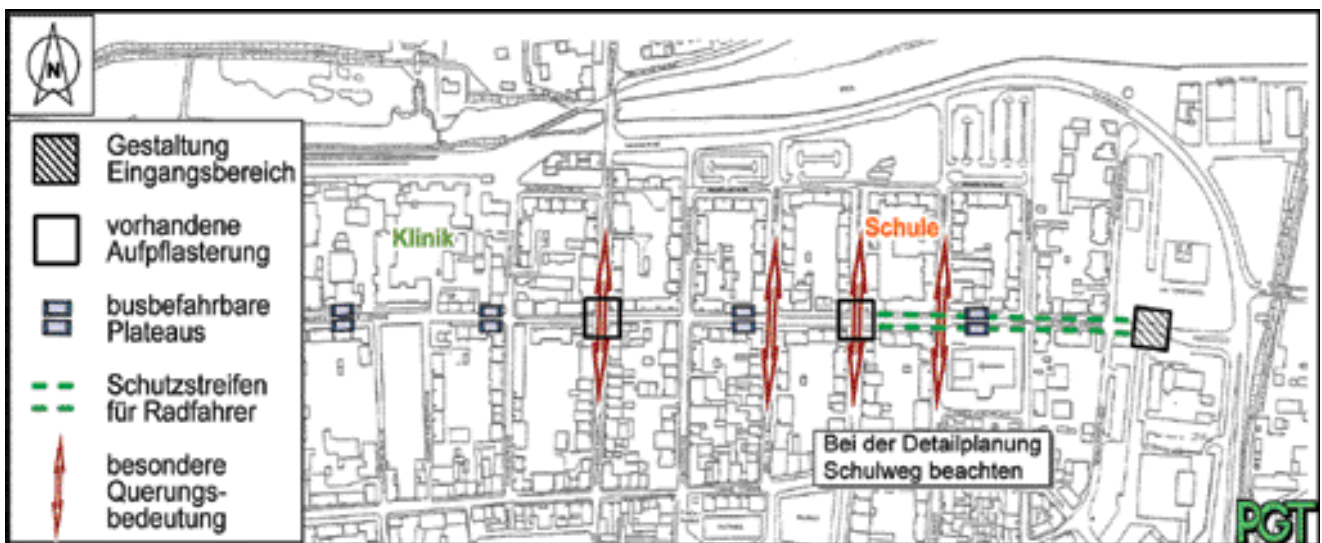 N
Gestaltung
Eingangsbereich
vorhandene
Aufpflasterung
busbefahrbare
Plateaus
Schutzstreifen
für Radfahrer
besondere
Querungs-
bedeutung
Klinik
Schule
Bei der Detailplanung
Schulweg beachten
PGT